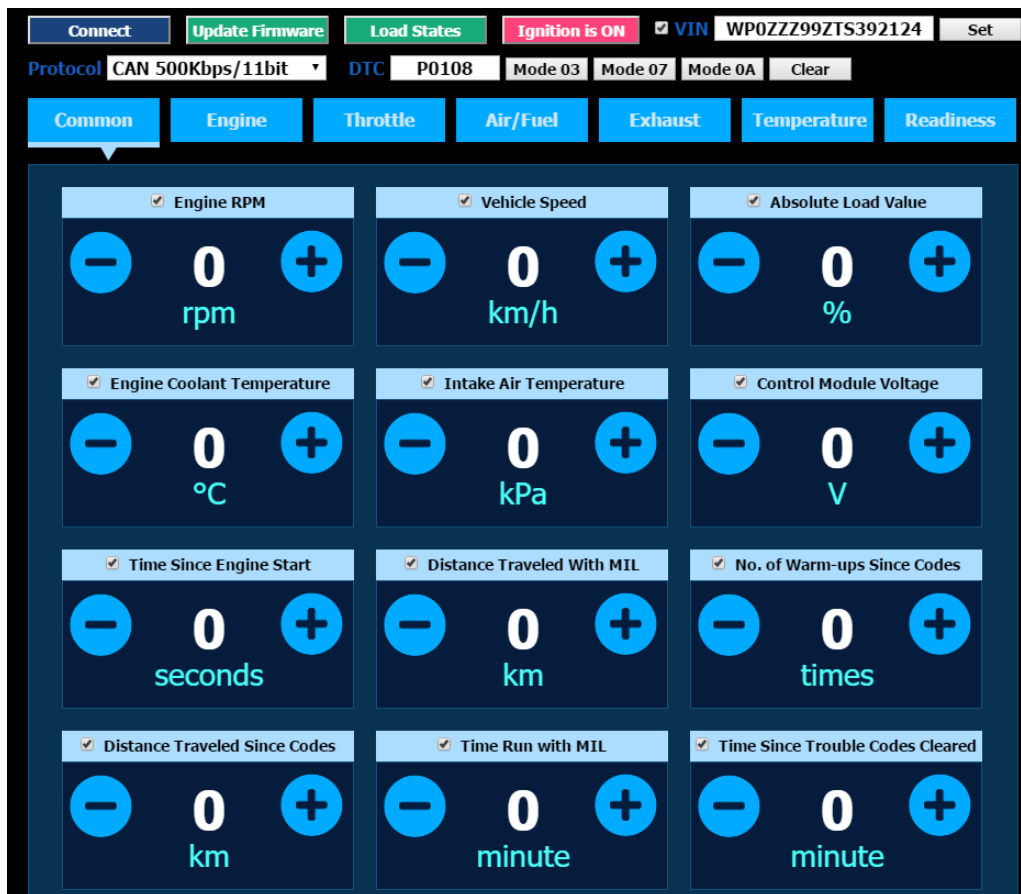 Connect Update Firmware Load States Ignition is ON VIN WP0ZZZ99ZTS392124 Set
Protocol CAN 500Kbps/11bit DTC P0108 Mode 03 Mode 07 Mode 0A Clear
Common Engine Throttle Air/Fuel Exhaust Temperature Readiness
Engine RPM Vehicle Speed Absolute Load Value
0 0 0
rpm km/h %
Engine Coolant Temperature Intake Air Temperature Control Module Voltage
0 0 0
°C kPa V
Time Since Engine Start Distance Traveled With MIL No. of Warm-ups Since Codes
0 0 0
seconds km times
Distance Traveled Since Codes Time Run with MIL Time Since Trouble Codes Cleared
0 0 0
km minute minute